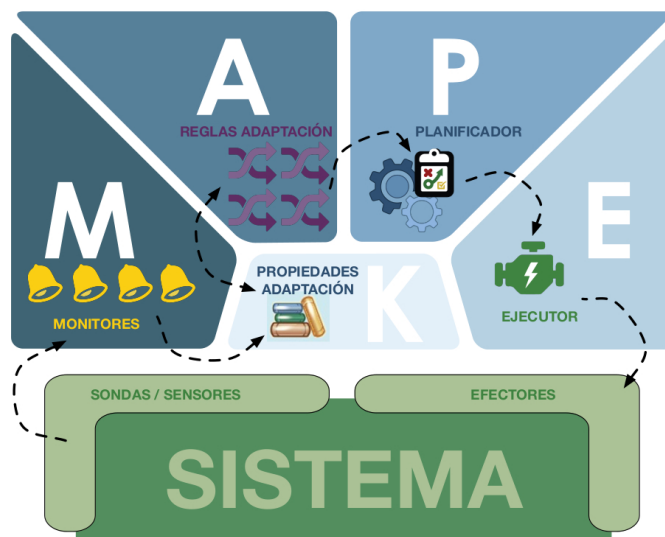 A
P
REGLAS ADAPTACIÓN
PLANIFICADOR
M
E
PROPIEDADES
ADAPTACIÓN
K
MONITORES
EJECUTOR
SONDAS / SENSORES
EFECTORES
SISTEMA